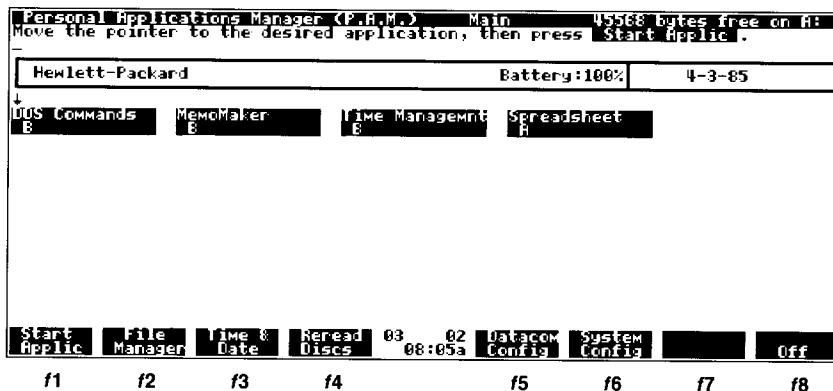 Personal Applications Manager (P.A.M.) Main 45568 bytes free on A:
Move the pointer to the desired application, then press Start Applic .
Hewlett-Packard Battery:100% 4-3-85
DOS Commands MemoMaker Time Managemnt Spreadsheet
B B B A
Start File Time & Reread 03 02 Datacom System
Applic Manager Date Discs 08:05a Config Config Off
f1 f2 f3 f4 f5 f6 f7 f8